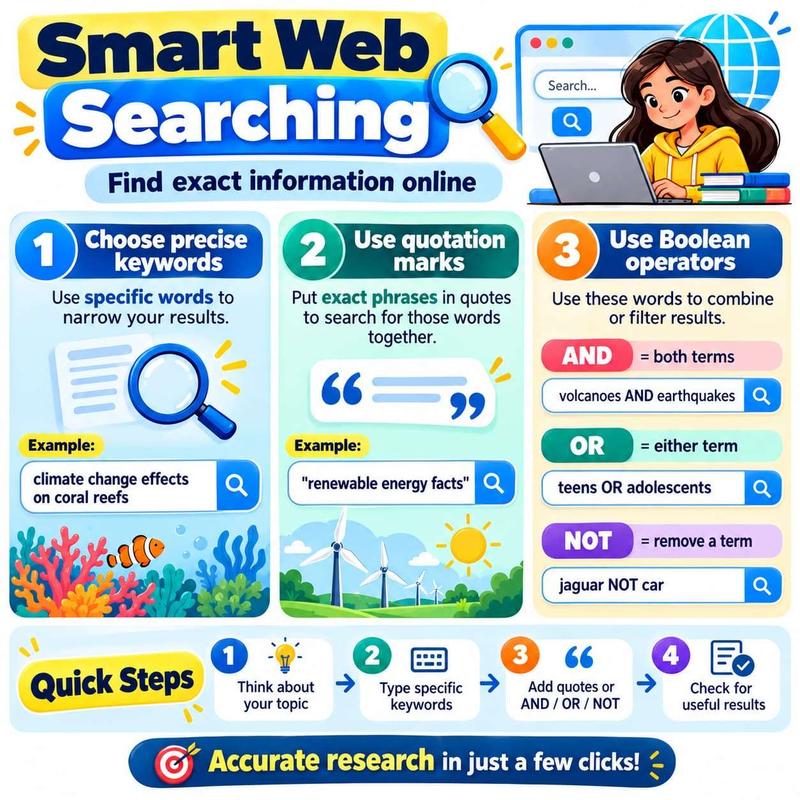 Smart Web
Searching
Find exact information online
Search...
1
Choose precise
keywords
Use specific words to
narrow your results.
Example:
climate change effects
on coral reefs
2
Use quotation
marks
Put exact phrases in quotes
to search for those words
together.
“ ”
Example:
"renewable energy facts"
3
Use Boolean
operators
Use these words to combine
or filter results.
AND = both terms
volcanoes AND earthquakes
OR = either term
teens OR adolescents
NOT = remove a term
jaguar NOT car
Quick Steps
1
Think about
your topic
2
Type specific
keywords
3
“
Add quotes or
AND / OR / NOT
4
Check for
useful results
Accurate research in just a few clicks!